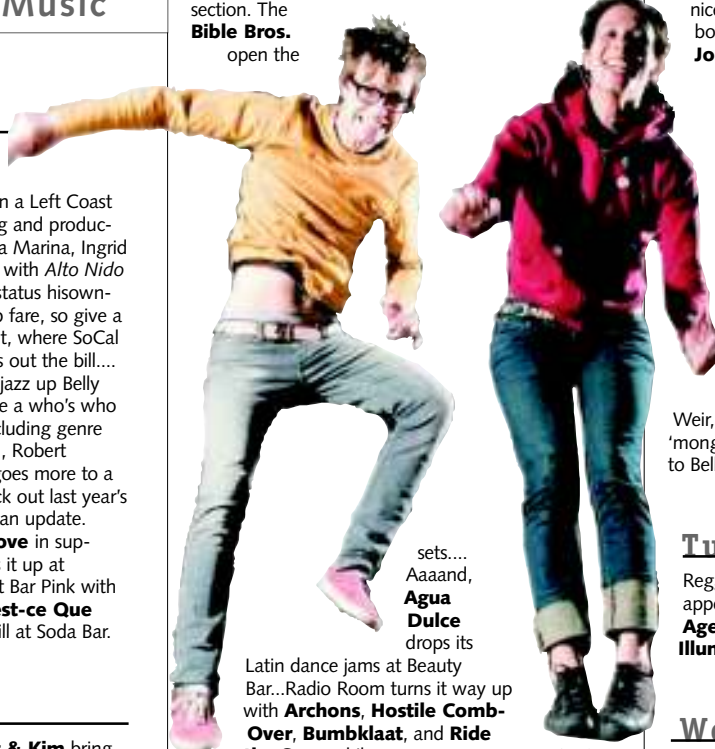 Music
n a Left Coast
g and produc-
a Marina, Ingrid
with Alto Nido
status hisown-
o fare, so give a
t, where SoCal
s out the bill....
jazz up Belly
e a who's who
cluding genre
, Robert
goes more to a
ck out last year's
an update.
ove in sup-
s it up at
t Bar Pink with
est-ce Que
ill at Soda Bar.
& Kim bring
section. The
Bible Bros.
open the
sets....
Aaaand,
Agua
Dulce
drops its
Latin dance jams at Beauty
Bar...Radio Room turns it way up
with Archons, Hostile Comb-
Over, Bumbklaat, and Ride
nice
bo
Jo
Weir,
'mong
to Bell
Tu
Reg
appe
Age
Illum
We